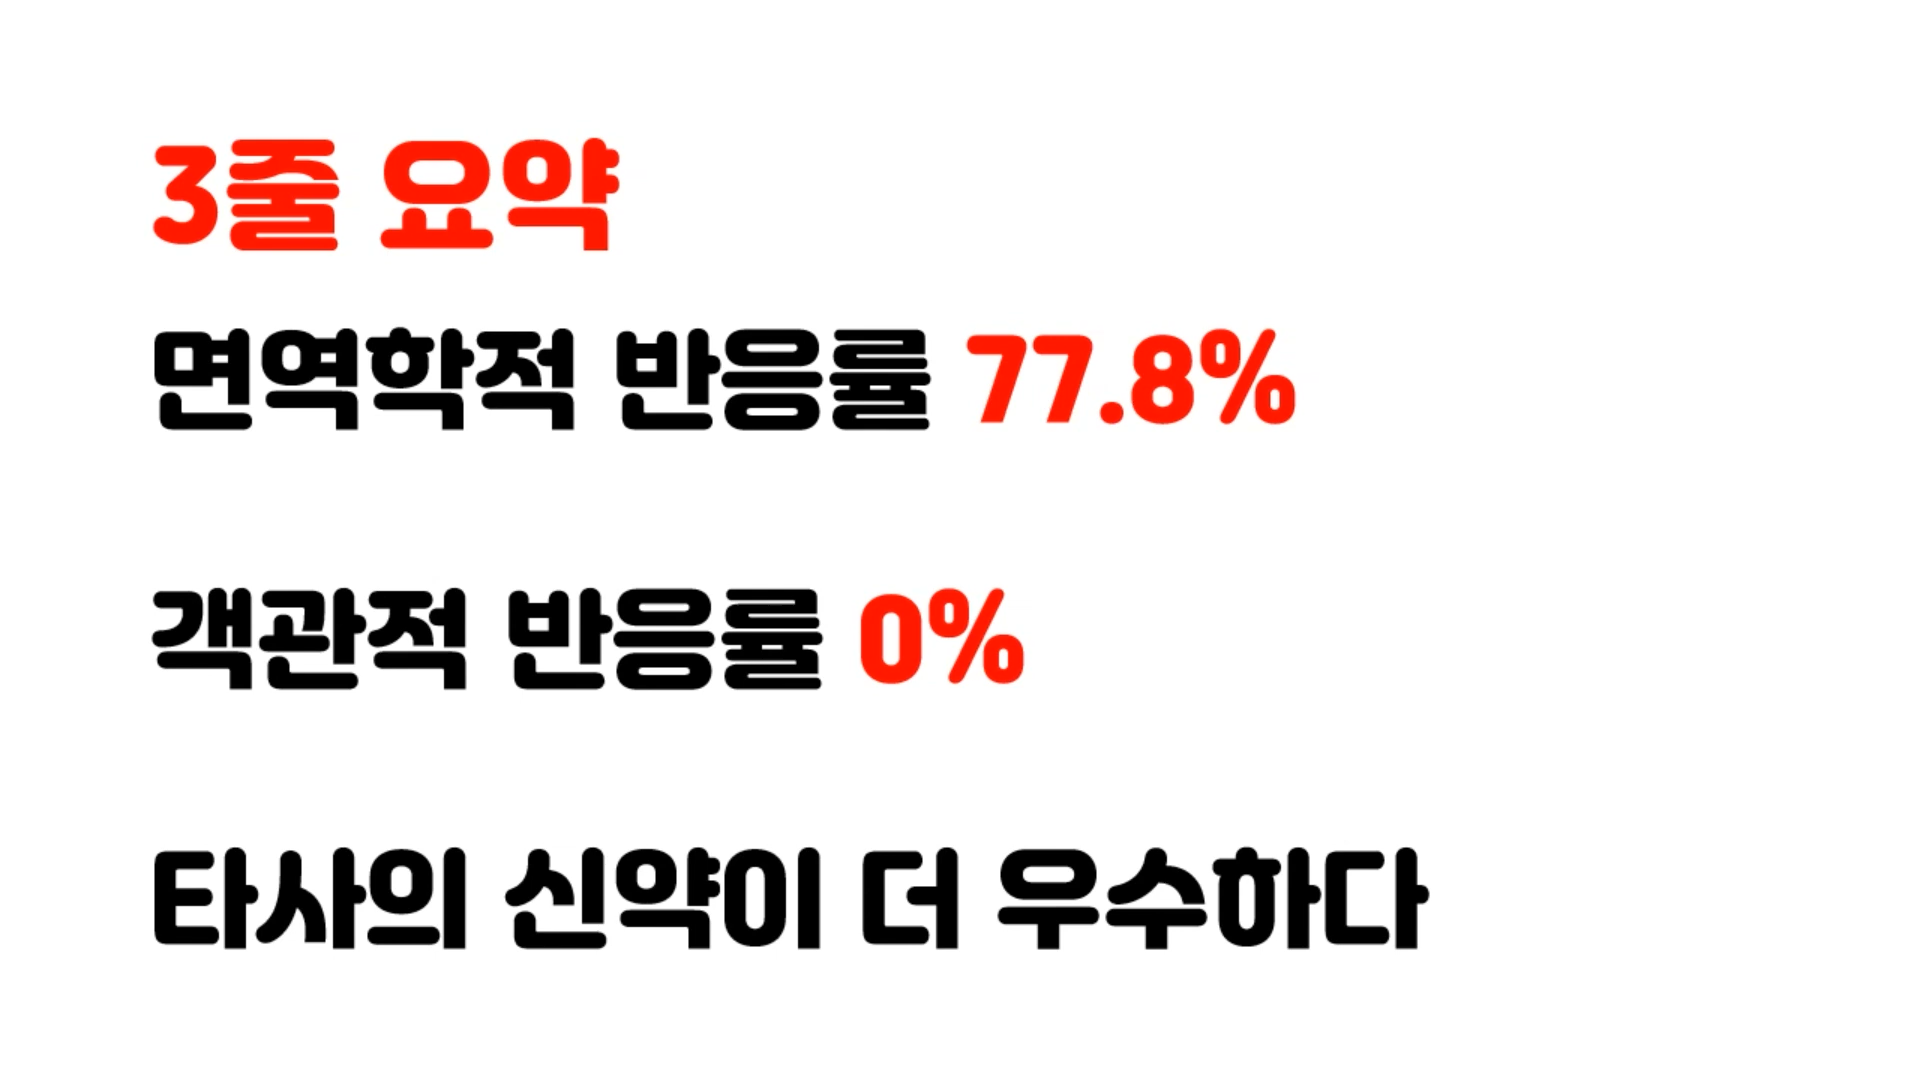 3줄 요약
면역학적 반응률 77.8%
객관적 반응률 0%
타사의 신약이 더 우수하다